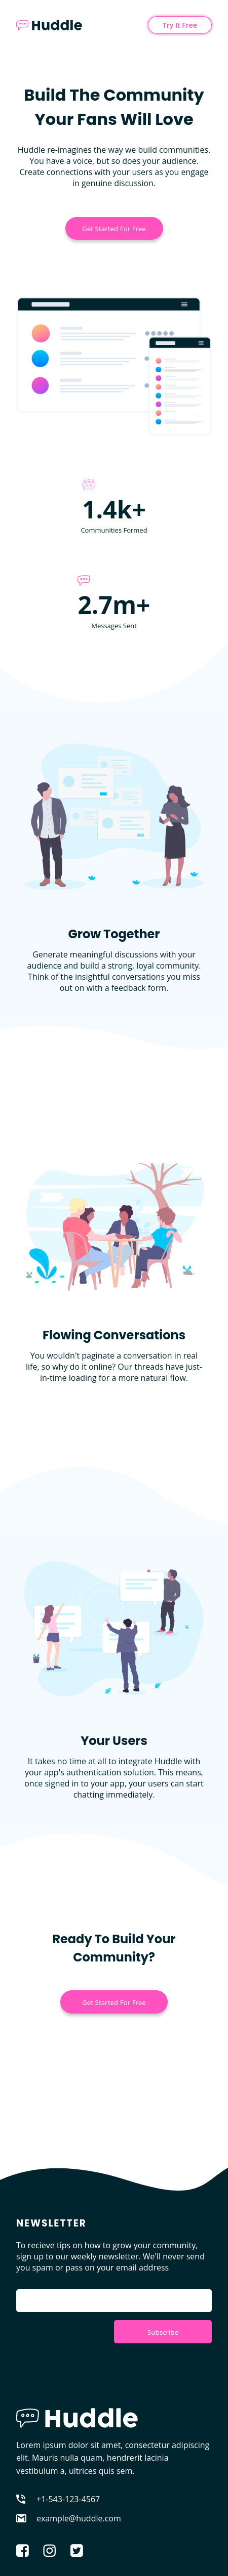 Huddle
Try It Free
Build The Community
Your Fans Will Love
Huddle re-imagines the way we build communities.
You have a voice, but so does your audience.
Create connections with your users as you engage
in genuine discussion.
Get Started For Free
1.4k+
Communities Formed
2.7m+
Messages Sent
Grow Together
Generate meaningful discussions with your
audience and build a strong, loyal community.
Think of the insightful conversations you miss
out on with a feedback form.
Flowing Conversations
You wouldn't paginate a conversation in real
life, so why do it online? Our threads have just-
in-time loading for a more natural flow.
Your Users
It takes no time at all to integrate Huddle with
your app's authentication solution. This means,
once signed in to your app, your users can start
chatting immediately.
Ready To Build Your
Community?
Get Started For Free
NEWSLETTER
To recieve tips on how to grow your community,
sign up to our weekly newsletter. We'll never send
you spam or pass on your email address
Subscribe
Huddle
Lorem ipsum dolor sit amet, consectetur adipiscing
elit. Mauris nulla quam, hendrerit lacinia
vestibulum a, ultrices quis sem.
+1-543-123-4567
example@huddle.com